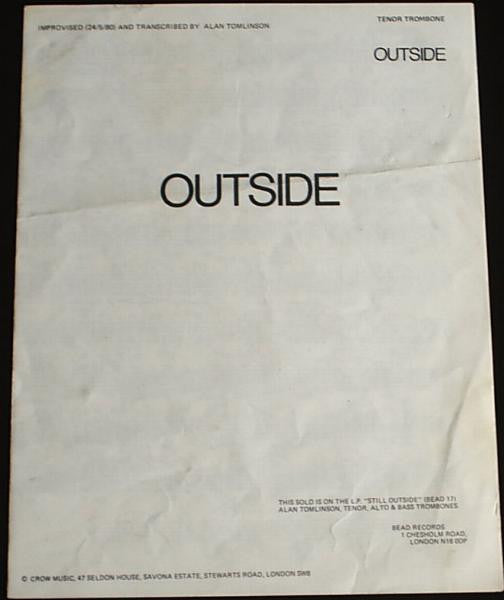 IMPROVISED (24/5/80) AND TRANSCRIBED BY ALAN TOMLINSON
TENOR TROMBONE
OUTSIDE
OUTSIDE
THIS SOLO IS ON THE L.P. "STILL OUTSIDE" (BEAD 17)
ALAN TOMLINSON, TENOR, ALTO & BASS TROMBONES
BEAD RECORDS
1 CHESHOLM ROAD,
LONDON N16 0DP
© CROW MUSIC, 47 SELDON HOUSE, SAVONA ESTATE, STEWARTS ROAD, LONDON SW8